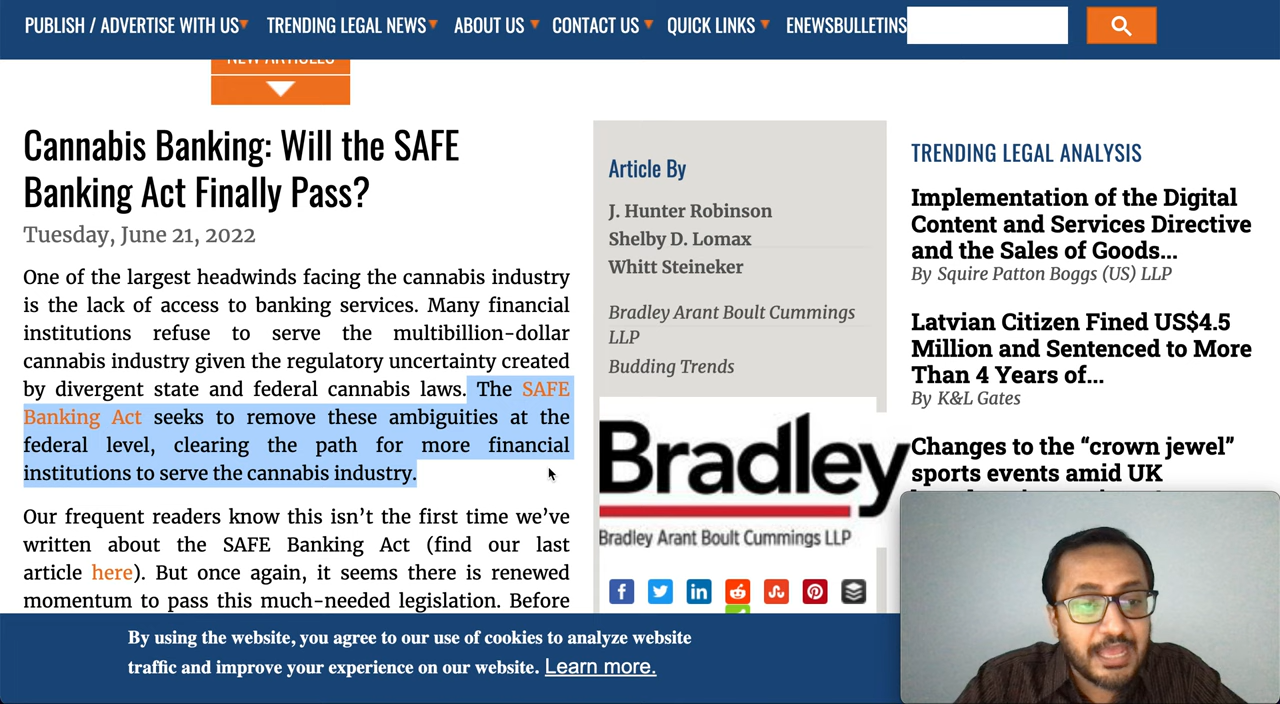 PUBLISH / ADVERTISE WITH US
TRENDING LEGAL NEWS
ABOUT US
CONTACT US
QUICK LINKS
ENEWSBULLETINS
NEW ARTICLES
Cannabis Banking: Will the SAFE
Banking Act Finally Pass?
Tuesday, June 21, 2022
One of the largest headwinds facing the cannabis industry
is the lack of access to banking services. Many financial
institutions refuse to serve the multibillion-dollar
cannabis industry given the regulatory uncertainty created
by divergent state and federal cannabis laws. The SAFE
Banking Act seeks to remove these ambiguities at the
federal level, clearing the path for more financial
institutions to serve the cannabis industry.
Our frequent readers know this isn’t the first time we’ve
written about the SAFE Banking Act (find our last
article here). But once again, it seems there is renewed
momentum to pass this much-needed legislation. Before
Article By
J. Hunter Robinson
Shelby D. Lomax
Whitt Steineker
Bradley Arant Boult Cummings
LLP
Budding Trends
Bradley
Bradley Arant Boult Cummings LLP
TRENDING LEGAL ANALYSIS
Implementation of the Digital
Content and Services Directive
and the Sales of Goods...
By Squire Patton Boggs (US) LLP
Latvian Citizen Fined US$4.5
Million and Sentenced to More
Than 4 Years of...
By K&L Gates
Changes to the “crown jewel”
sports events amid UK
By using the website, you agree to our use of cookies to analyze website
traffic and improve your experience on our website. Learn more.